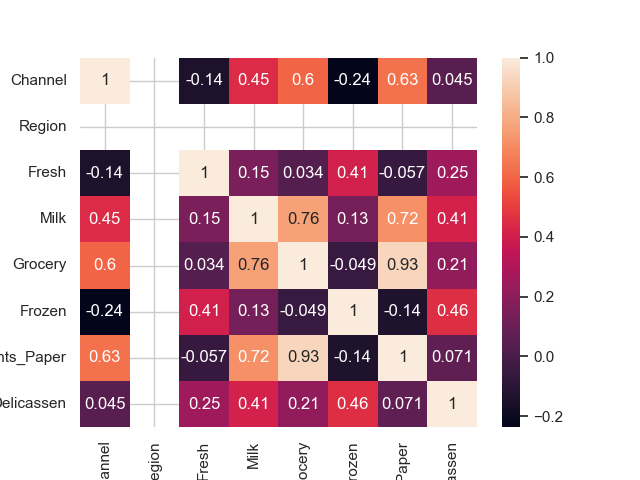 Channel 1 -0.14 0.45 0.6 -0.24 0.63 0.045
Region
Fresh -0.14 1 0.15 0.034 0.41 -0.057 0.25
Milk 0.45 0.15 1 0.76 0.13 0.72 0.41
Grocery 0.6 0.034 0.76 1 -0.049 0.93 0.21
Frozen -0.24 0.41 0.13 -0.049 1 -0.14 0.46
nts_Paper 0.63 -0.057 0.72 0.93 -0.14 1 0.071
Delicassen 0.045 0.25 0.41 0.21 0.46 0.071 1
annel
egion
Fresh
Milk
ocery
rozen
Paper
assen
1.0
0.8
0.6
0.4
0.2
0.0
−0.2